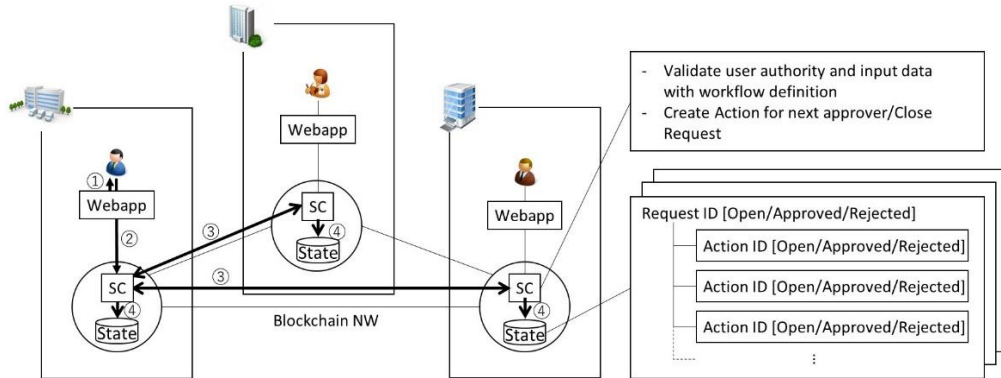 - Validate user authority and input data
with workflow definition
- Create Action for next approver/Close
Request
Webapp
Webapp
Webapp
①
②
③
③
SC
④
State
SC
④
State
SC
④
State
Blockchain NW
Request ID [Open/Approved/Rejected]
Action ID [Open/Approved/Rejected]
Action ID [Open/Approved/Rejected]
Action ID [Open/Approved/Rejected]
⋮